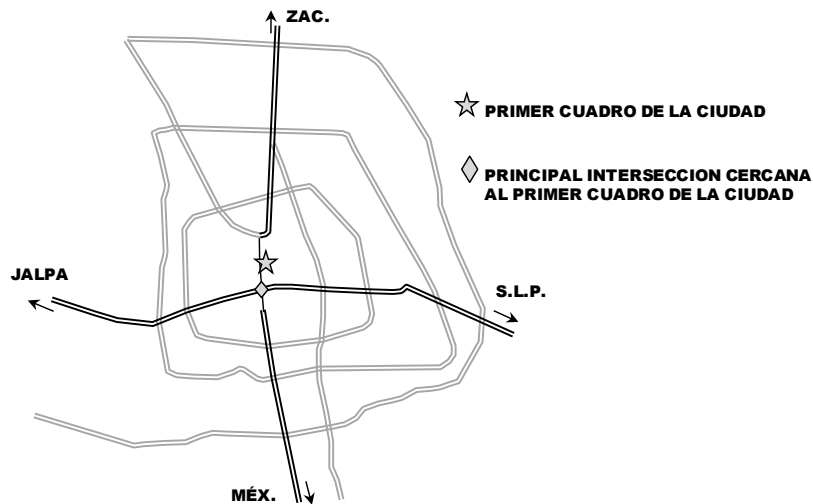 ZAC.
PRIMER CUADRO DE LA CIUDAD
PRINCIPAL INTERSECCION CERCANA
AL PRIMER CUADRO DE LA CIUDAD
JALPA
S.L.P.
MÉX.